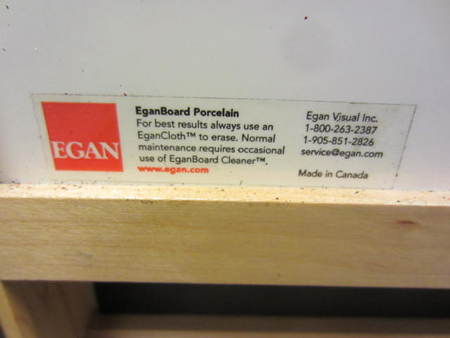 EGAN
EganBoard Porcelain
For best results always use an
EganCloth™ to erase. Normal
maintenance requires occasional
use of EganBoard Cleaner™.
www.egan.com
Egan Visual Inc.
1-800-263-2387
1-905-851-2826
service@egan.com
Made in Canada